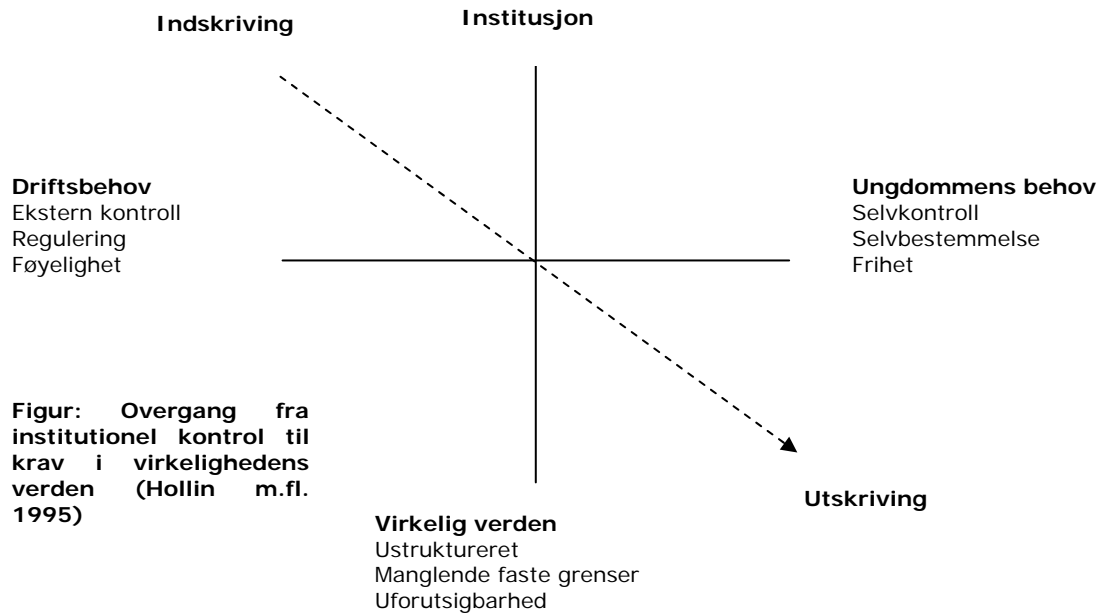 Indskriving
Institusjon
Driftsbehov
Ekstern kontroll
Regulering
Føyelighet
Ungdommens behov
Selvkontroll
Selvbestemmelse
Frihet
Figur: Overgang fra
institutionel kontrol til
krav i virkelighedens
verden (Hollin m.fl.
1995)
Utskriving
Virkelig verden
Ustruktureret
Manglende faste grenser
Uforutsigbarhed